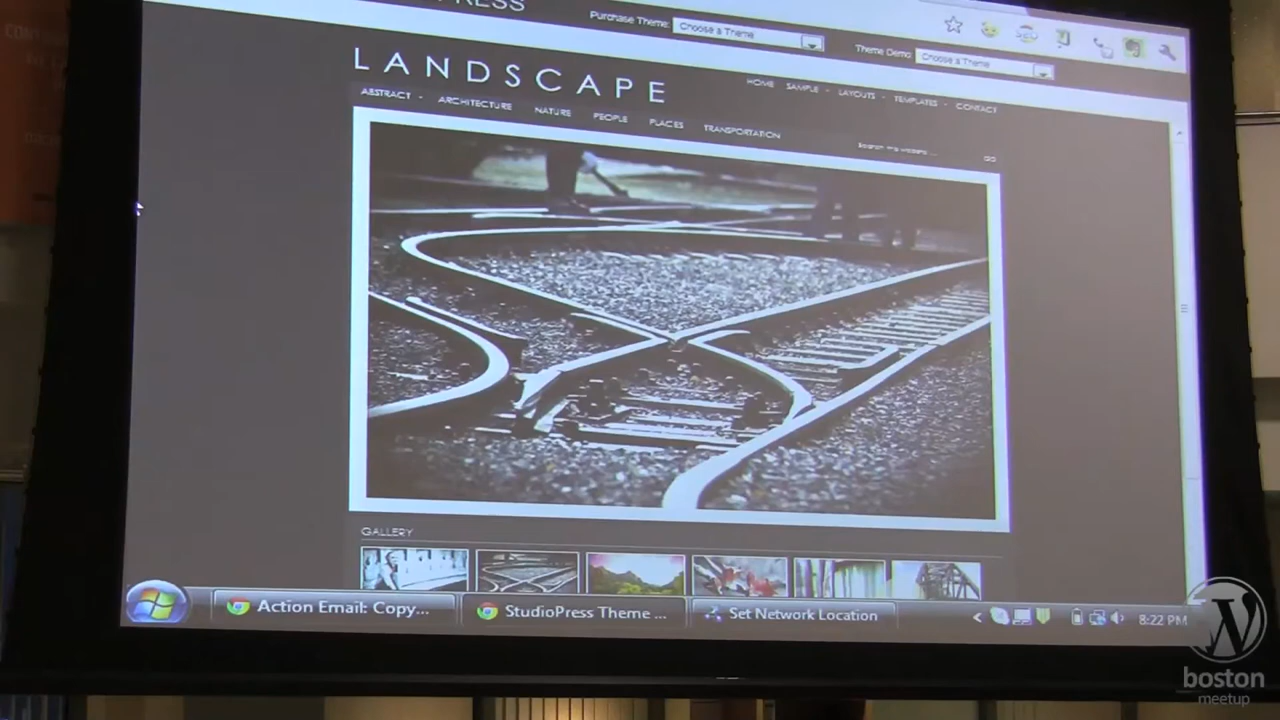 PRESS
Purchase Theme: Choose a Theme
Theme Demo: Choose a Theme
LANDSCAPE
HOME SAMPLE LAYOUTS TEMPLATES CONTACT
ABSTRACT ARCHITECTURE NATURE PEOPLE PLACES TRANSPORTATION
GO
GALLERY
Action Email: Copy...
StudioPress Theme ...
Set Network Location
8:22 PM
W
boston
meetup